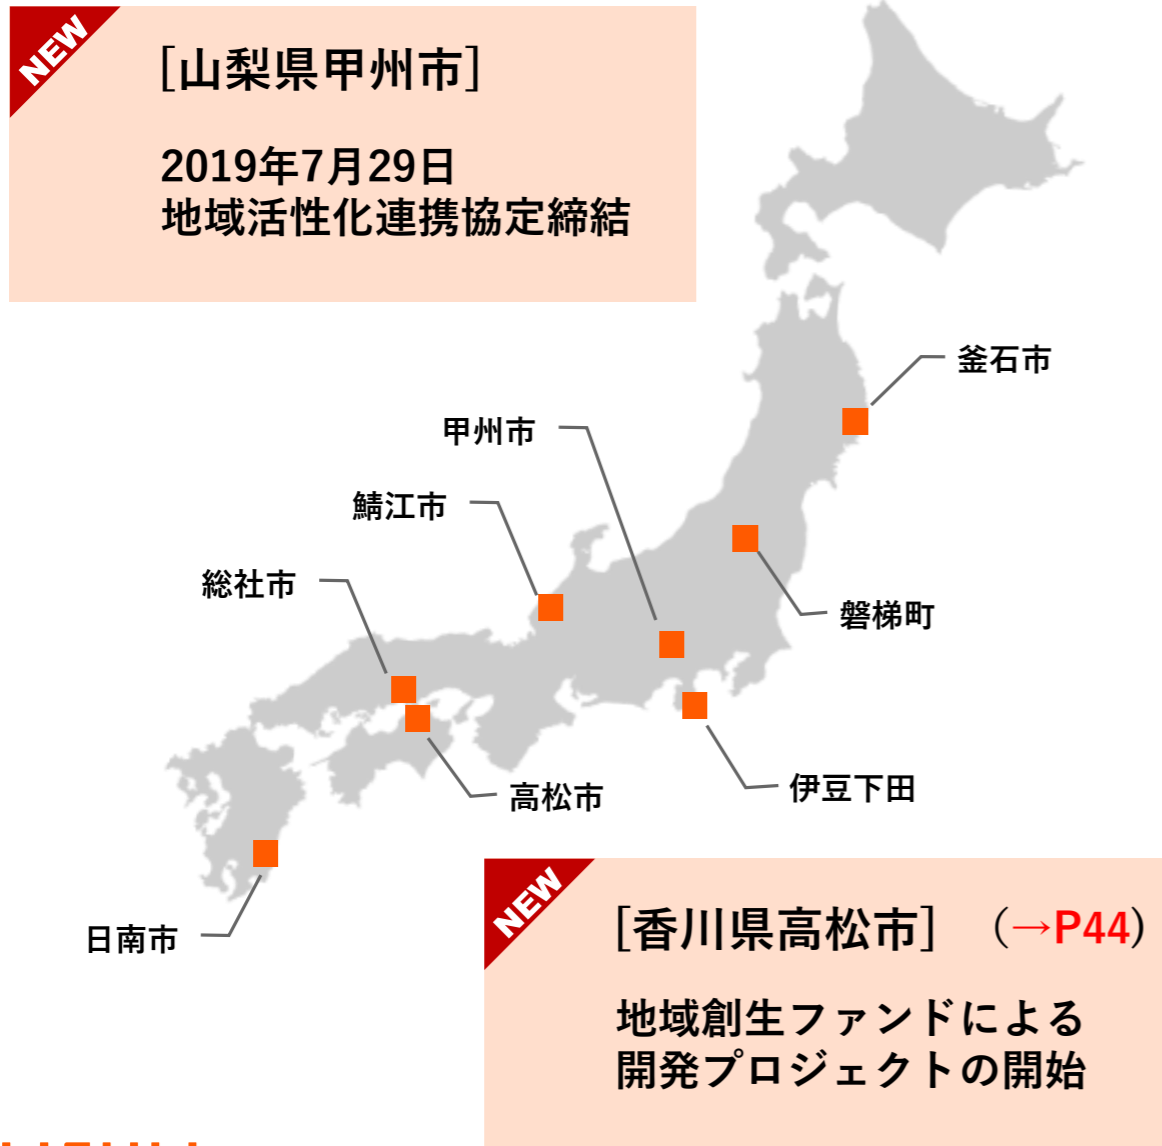 NEW
[山梨県甲州市]
2019年7月29日
地域活性化連携協定締結
釜石市
甲州市
鯖江市
総社市
磐梯町
伊豆下田
高松市
日南市
NEW
[香川県高松市] (→P44)
地域創生ファンドによる
開発プロジェクトの開始